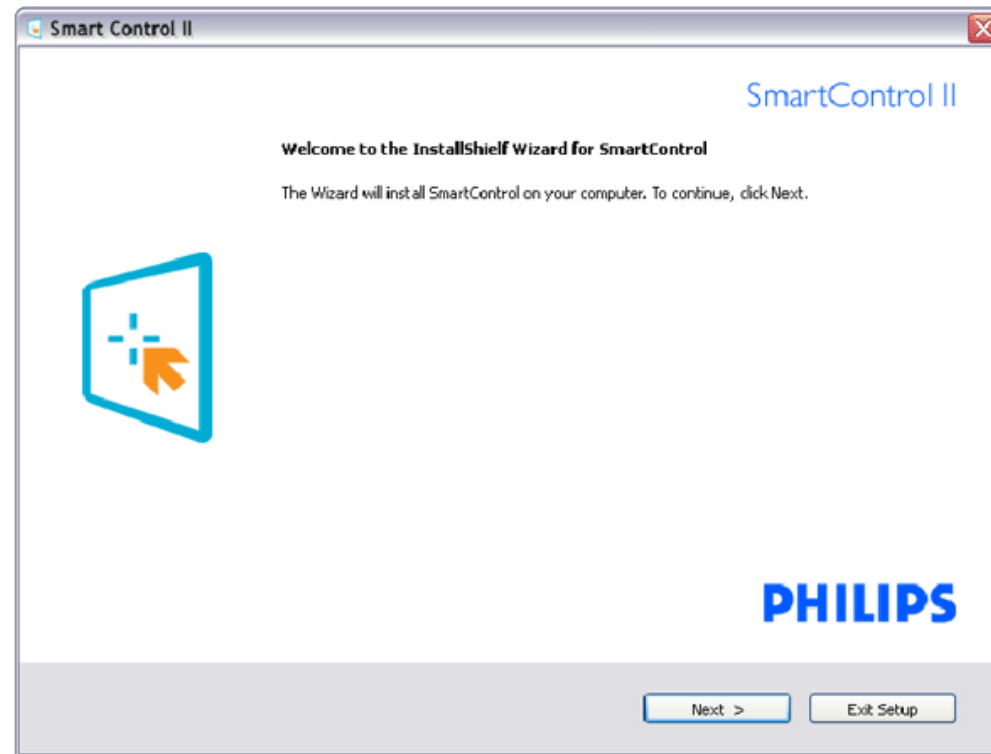 Smart Control II
SmartControl II
Welcome to the InstallShield Wizard for SmartControl
The Wizard will install SmartControl on your computer. To continue, click Next.
PHILIPS
Next >
Exit Setup